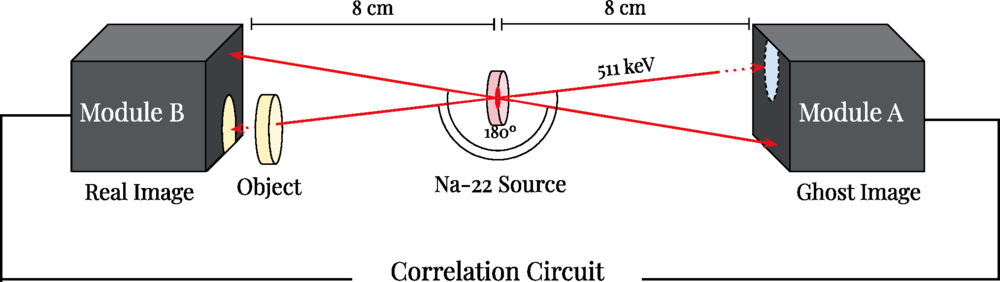 8 cm
8 cm
511 keV
Module B
Module A
180°
Real Image
Object
Na-22 Source
Ghost Image
Correlation Circuit